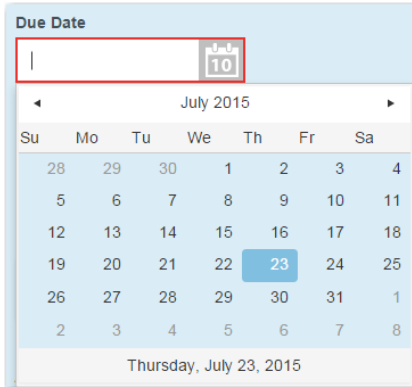 Due Date
10
◄ July 2015 ►
Su Mo Tu We Th Fr Sa
28 29 30 1 2 3 4
5 6 7 8 9 10 11
12 13 14 15 16 17 18
19 20 21 22 23 24 25
26 27 28 29 30 31 1
2 3 4 5 6 7 8
Thursday, July 23, 2015